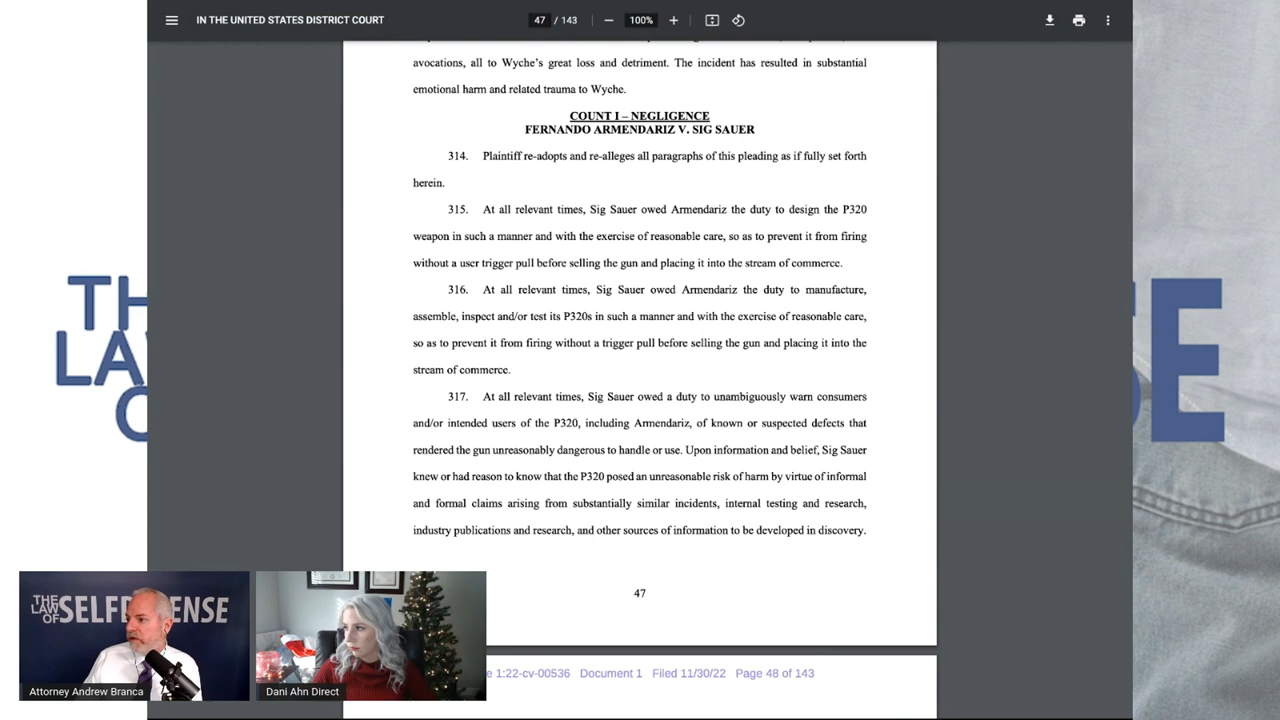 IN THE UNITED STATES DISTRICT COURT
47 / 143
100%
avocations, all to Wyche's great loss and detriment. The incident has resulted in substantial
emotional harm and related trauma to Wyche.
COUNT I – NEGLIGENCE
FERNANDO ARMENDARIZ V. SIG SAUER
314. Plaintiff re-adopts and re-alleges all paragraphs of this pleading as if fully set forth
herein.
315. At all relevant times, Sig Sauer owed Armendariz the duty to design the P320
weapon in such a manner and with the exercise of reasonable care, so as to prevent it from firing
without a user trigger pull before selling the gun and placing it into the stream of commerce.
316. At all relevant times, Sig Sauer owed Armendariz the duty to manufacture,
assemble, inspect and/or test its P320s in such a manner and with the exercise of reasonable care,
so as to prevent it from firing without a trigger pull before selling the gun and placing it into the
stream of commerce.
317. At all relevant times, Sig Sauer owed a duty to unambiguously warn consumers
and/or intended users of the P320, including Armendariz, of known or suspected defects that
rendered the gun unreasonably dangerous to handle or use. Upon information and belief, Sig Sauer
knew or had reason to know that the P320 posed an unreasonable risk of harm by virtue of informal
and formal claims arising from substantially similar incidents, internal testing and research,
industry publications and research, and other sources of information to be developed in discovery.
47
e 1:22-cv-00536 Document 1 Filed 11/30/22 Page 48 of 143
TH
LA
O
E
THE
LAW
OF SELF DEFENSE
Attorney Andrew Branca
Dani Ahn Direct